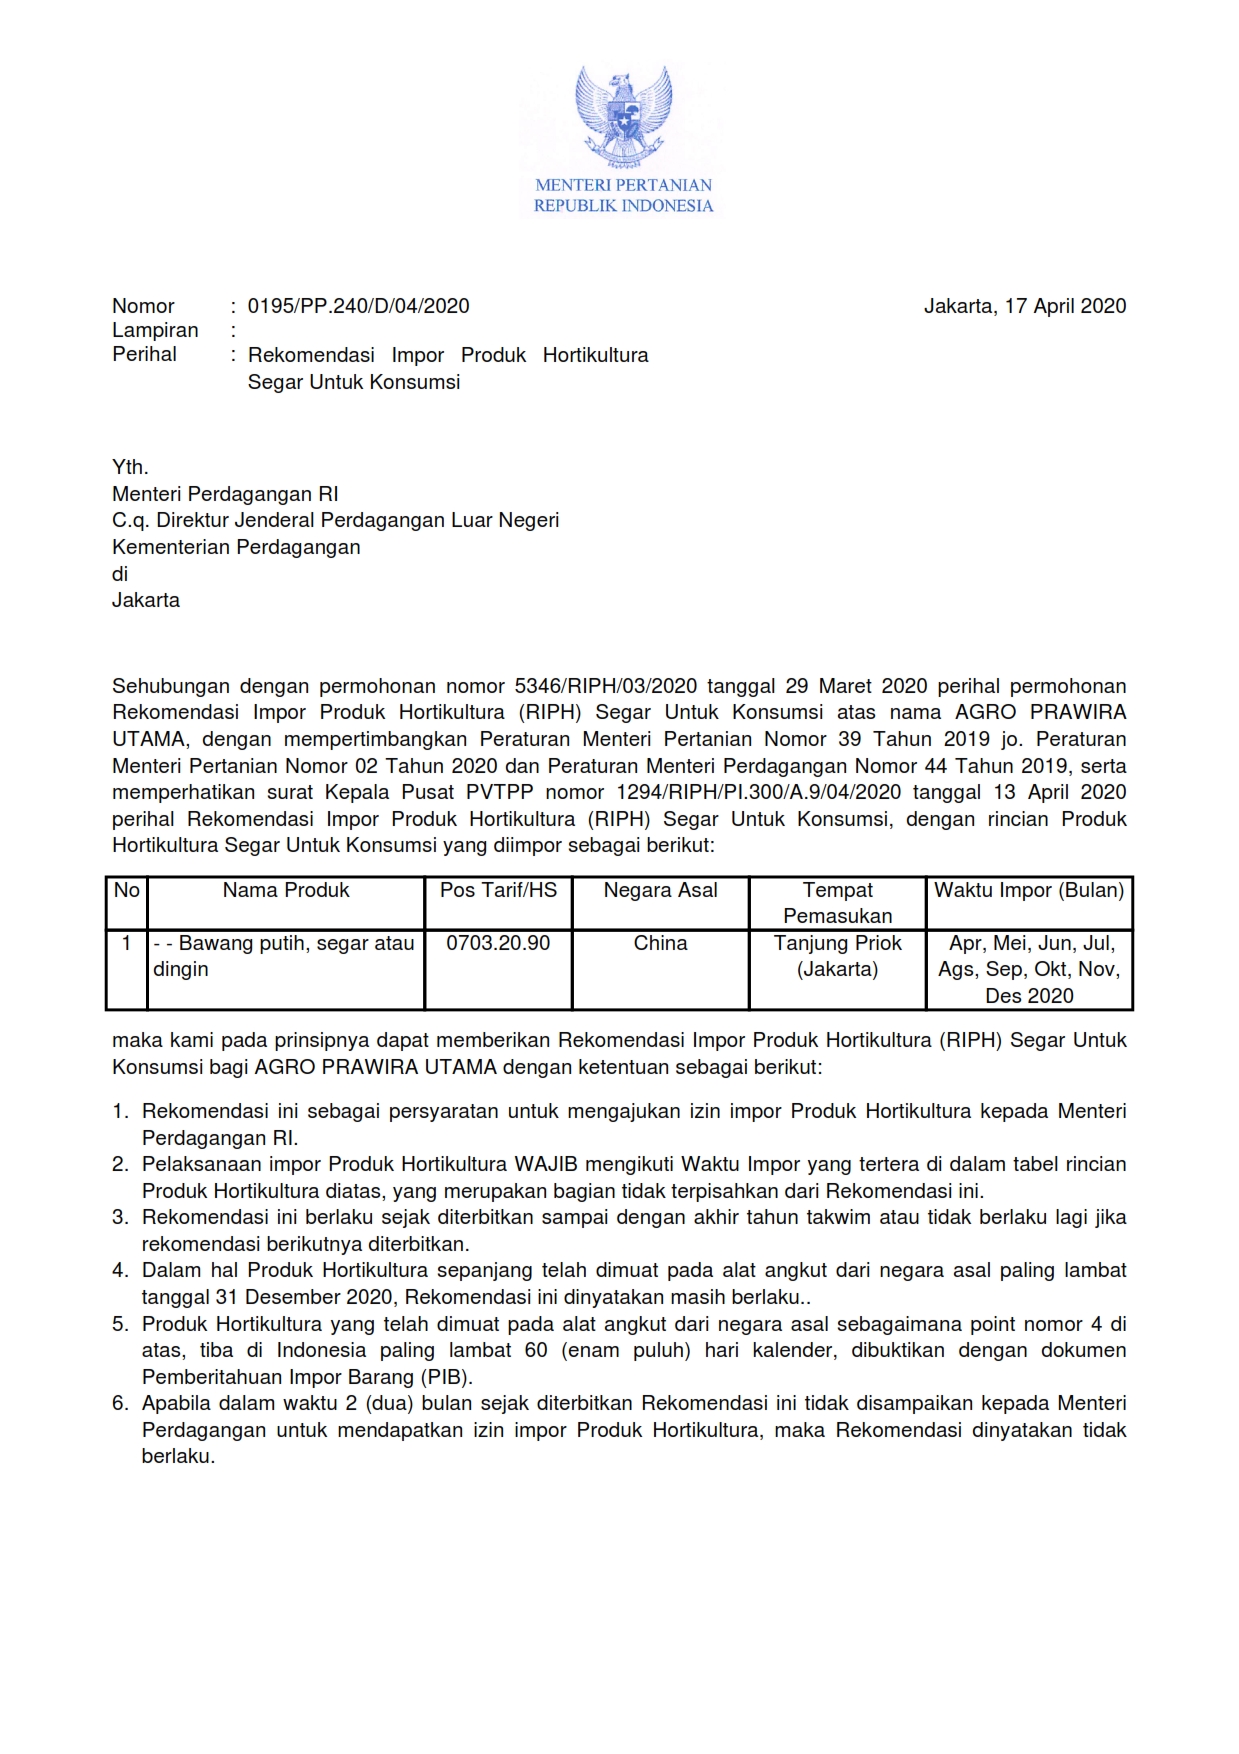 MENTERI PERTANIAN
REPUBLIK INDONESIA
Nomor : 0195/PP.240/D/04/2020 Jakarta, 17 April 2020
Lampiran :
Perihal : Rekomendasi Impor Produk Hortikultura
Segar Untuk Konsumsi
Yth.
Menteri Perdagangan RI
C.q. Direktur Jenderal Perdagangan Luar Negeri
Kementerian Perdagangan
di
Jakarta
Sehubungan dengan permohonan nomor 5346/RIPH/03/2020 tanggal 29 Maret 2020 perihal permohonan
Rekomendasi Impor Produk Hortikultura (RIPH) Segar Untuk Konsumsi atas nama AGRO PRAWIRA
UTAMA, dengan mempertimbangkan Peraturan Menteri Pertanian Nomor 39 Tahun 2019 jo. Peraturan
Menteri Pertanian Nomor 02 Tahun 2020 dan Peraturan Menteri Perdagangan Nomor 44 Tahun 2019, serta
memperhatikan surat Kepala Pusat PVTPP nomor 1294/RIPH/PI.300/A.9/04/2020 tanggal 13 April 2020
perihal Rekomendasi Impor Produk Hortikultura (RIPH) Segar Untuk Konsumsi, dengan rincian Produk
Hortikultura Segar Untuk Konsumsi yang diimpor sebagai berikut:
No Nama Produk Pos Tarif/HS Negara Asal Tempat Waktu Impor (Bulan)
Pemasukan
1 - - Bawang putih, segar atau 0703.20.90 China Tanjung Priok Apr, Mei, Jun, Jul,
dingin (Jakarta) Ags, Sep, Okt, Nov,
Des 2020
maka kami pada prinsipnya dapat memberikan Rekomendasi Impor Produk Hortikultura (RIPH) Segar Untuk
Konsumsi bagi AGRO PRAWIRA UTAMA dengan ketentuan sebagai berikut:
1. Rekomendasi ini sebagai persyaratan untuk mengajukan izin impor Produk Hortikultura kepada Menteri
Perdagangan RI.
2. Pelaksanaan impor Produk Hortikultura WAJIB mengikuti Waktu Impor yang tertera di dalam tabel rincian
Produk Hortikultura diatas, yang merupakan bagian tidak terpisahkan dari Rekomendasi ini.
3. Rekomendasi ini berlaku sejak diterbitkan sampai dengan akhir tahun takwim atau tidak berlaku lagi jika
rekomendasi berikutnya diterbitkan.
4. Dalam hal Produk Hortikultura sepanjang telah dimuat pada alat angkut dari negara asal paling lambat
tanggal 31 Desember 2020, Rekomendasi ini dinyatakan masih berlaku..
5. Produk Hortikultura yang telah dimuat pada alat angkut dari negara asal sebagaimana point nomor 4 di
atas, tiba di Indonesia paling lambat 60 (enam puluh) hari kalender, dibuktikan dengan dokumen
Pemberitahuan Impor Barang (PIB).
6. Apabila dalam waktu 2 (dua) bulan sejak diterbitkan Rekomendasi ini tidak disampaikan kepada Menteri
Perdagangan untuk mendapatkan izin impor Produk Hortikultura, maka Rekomendasi dinyatakan tidak
berlaku.